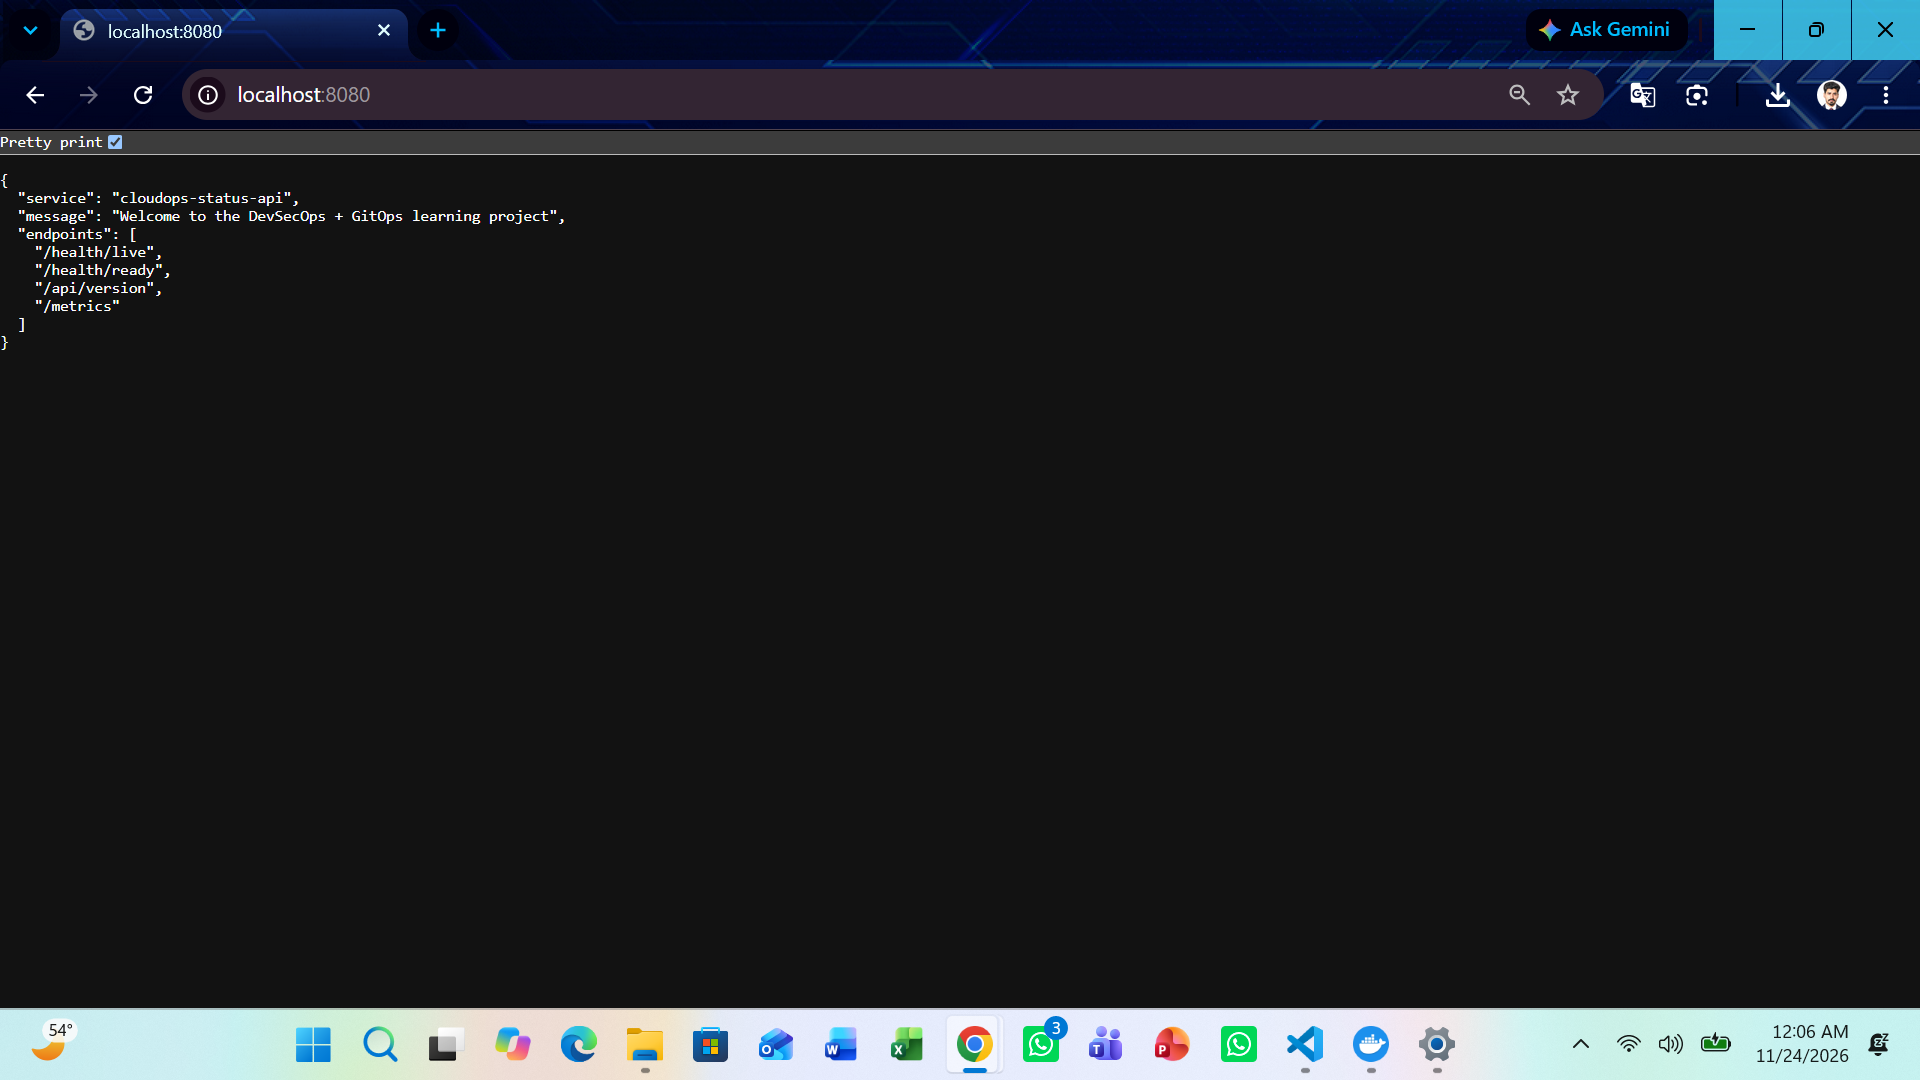 localhost:8080
Ask Gemini
localhost:8080
Pretty print
{
"service": "cloudops-status-api",
"message": "Welcome to the DevSecOps + GitOps learning project",
"endpoints": [
"/health/live",
"/health/ready",
"/api/version",
"/metrics"
]
}
54°
3
12:06 AM
11/24/2026